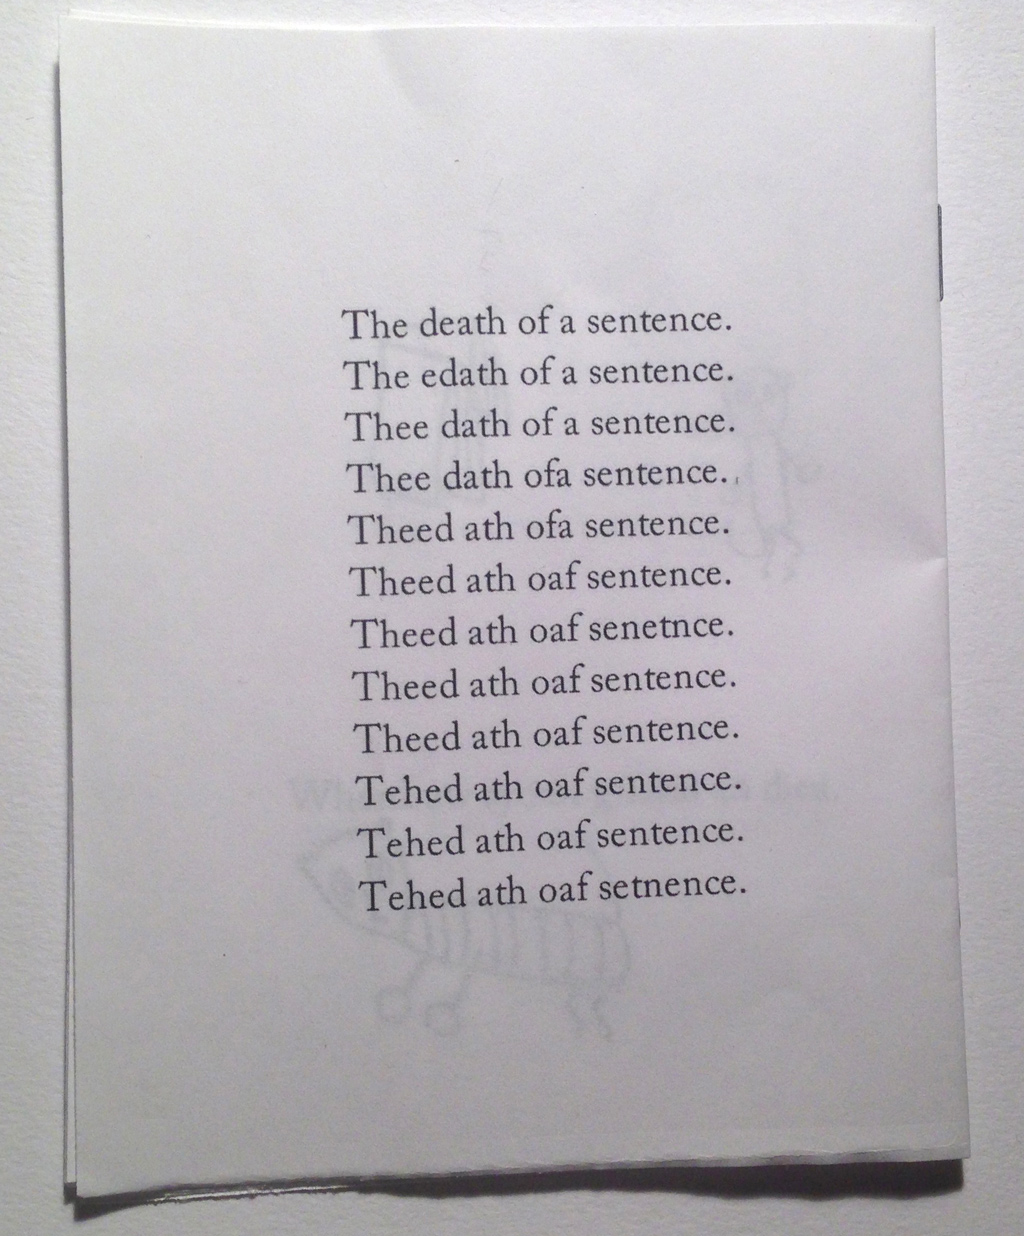 The death of a sentence.
The edath of a sentence.
Thee dath of a sentence.
Thee dath ofa sentence.
Theed ath ofa sentence.
Theed ath oaf sentence.
Theed ath oaf senetnce.
Theed ath oaf sentence.
Theed ath oaf sentence.
Tehed ath oaf sentence.
Tehed ath oaf sentence.
Tehed ath oaf setnence.